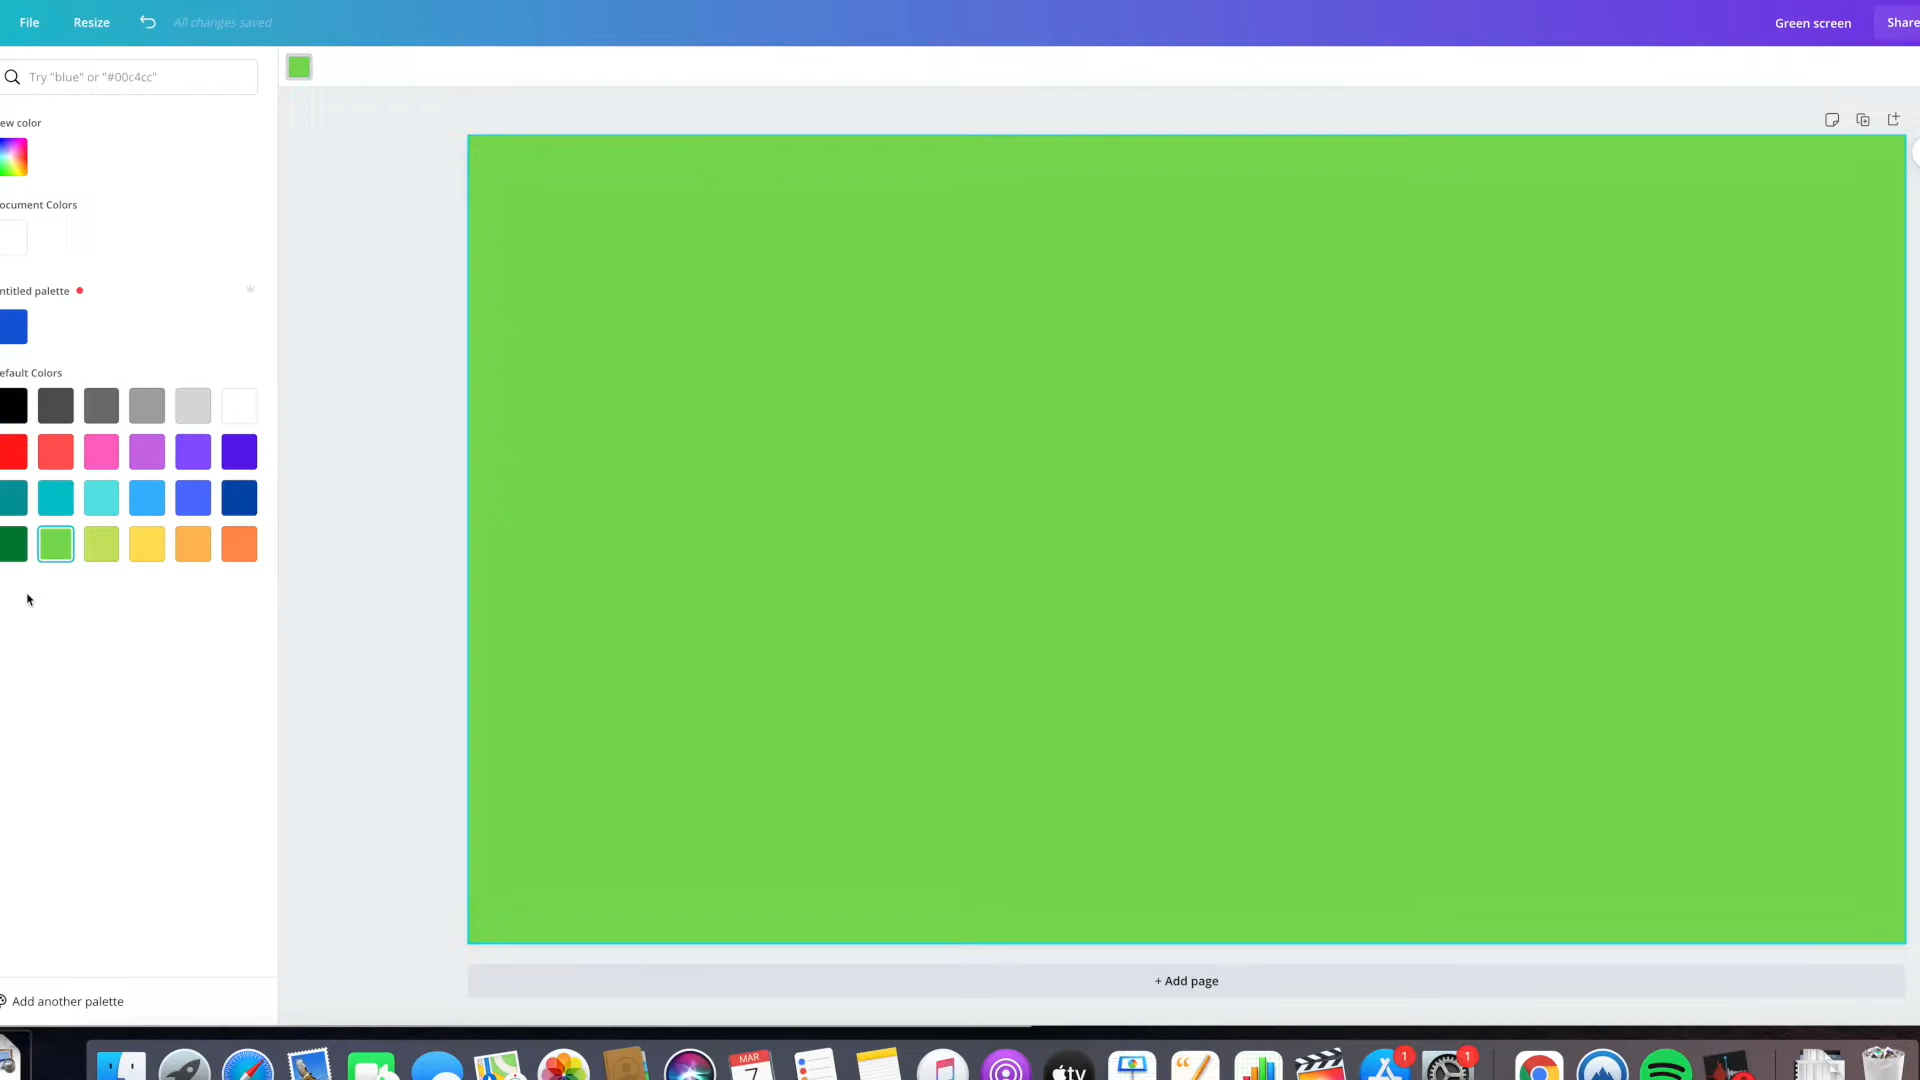 File Resize All changes saved Green screen Share
Try "blue" or "#00c4cc"
ew color
ocument Colors
ntitled palette
efault Colors
+ Add page
Add another palette
MAR
7
1
1
tv